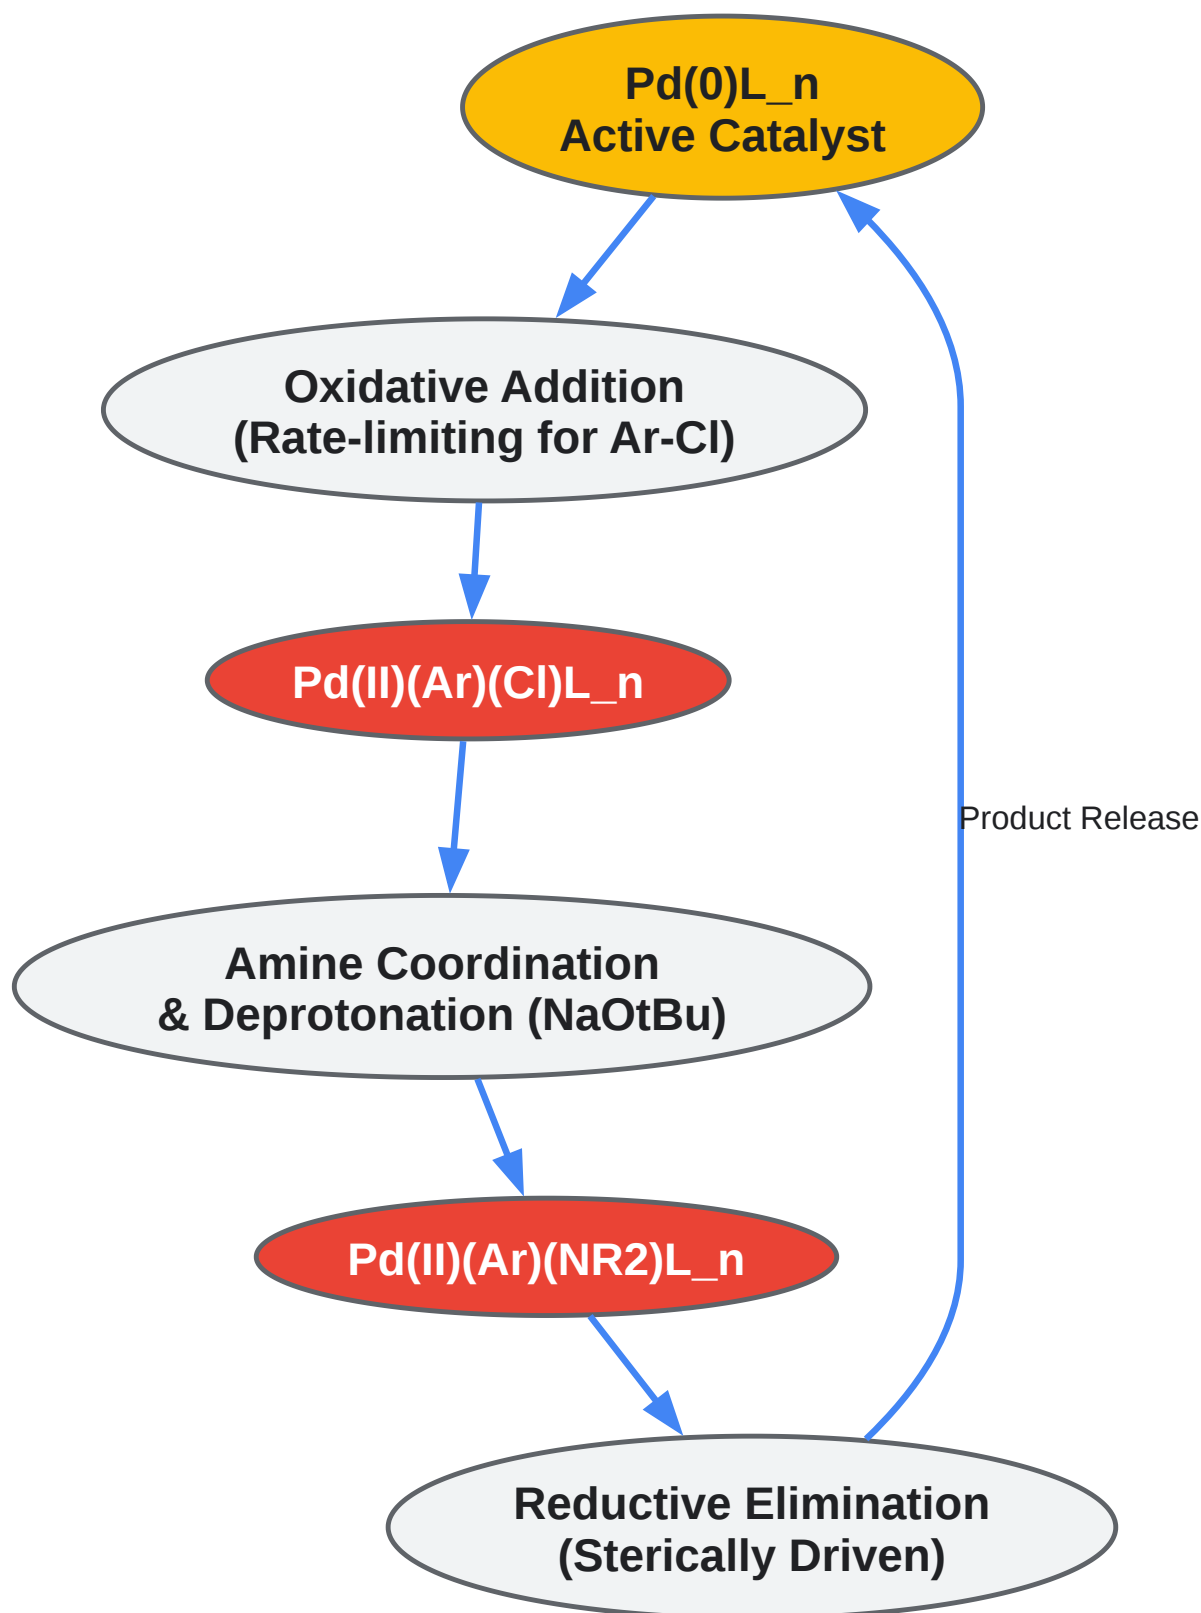 Pd(0)L_n
Active Catalyst
Oxidative Addition
(Rate-limiting for Ar-Cl)
Pd(II)(Ar)(Cl)L_n
Product Release
Amine Coordination
& Deprotonation (NaOtBu)
Pd(II)(Ar)(NR2)L_n
Reductive Elimination
(Sterically Driven)